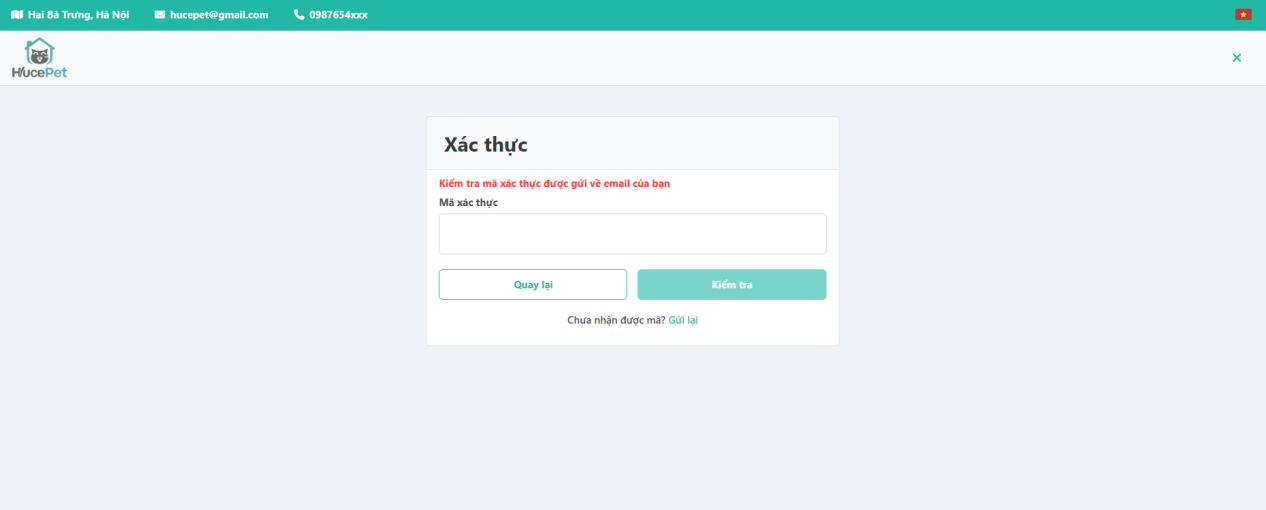 Hai Bà Trưng, Hà Nội hucepet@gmail.com 0987654xxx
HucePet
Xác thực
Kiểm tra mã xác thực được gửi về email của bạn
Mã xác thực
Quay lại Kiểm tra
Chưa nhận được mã? Gửi lại